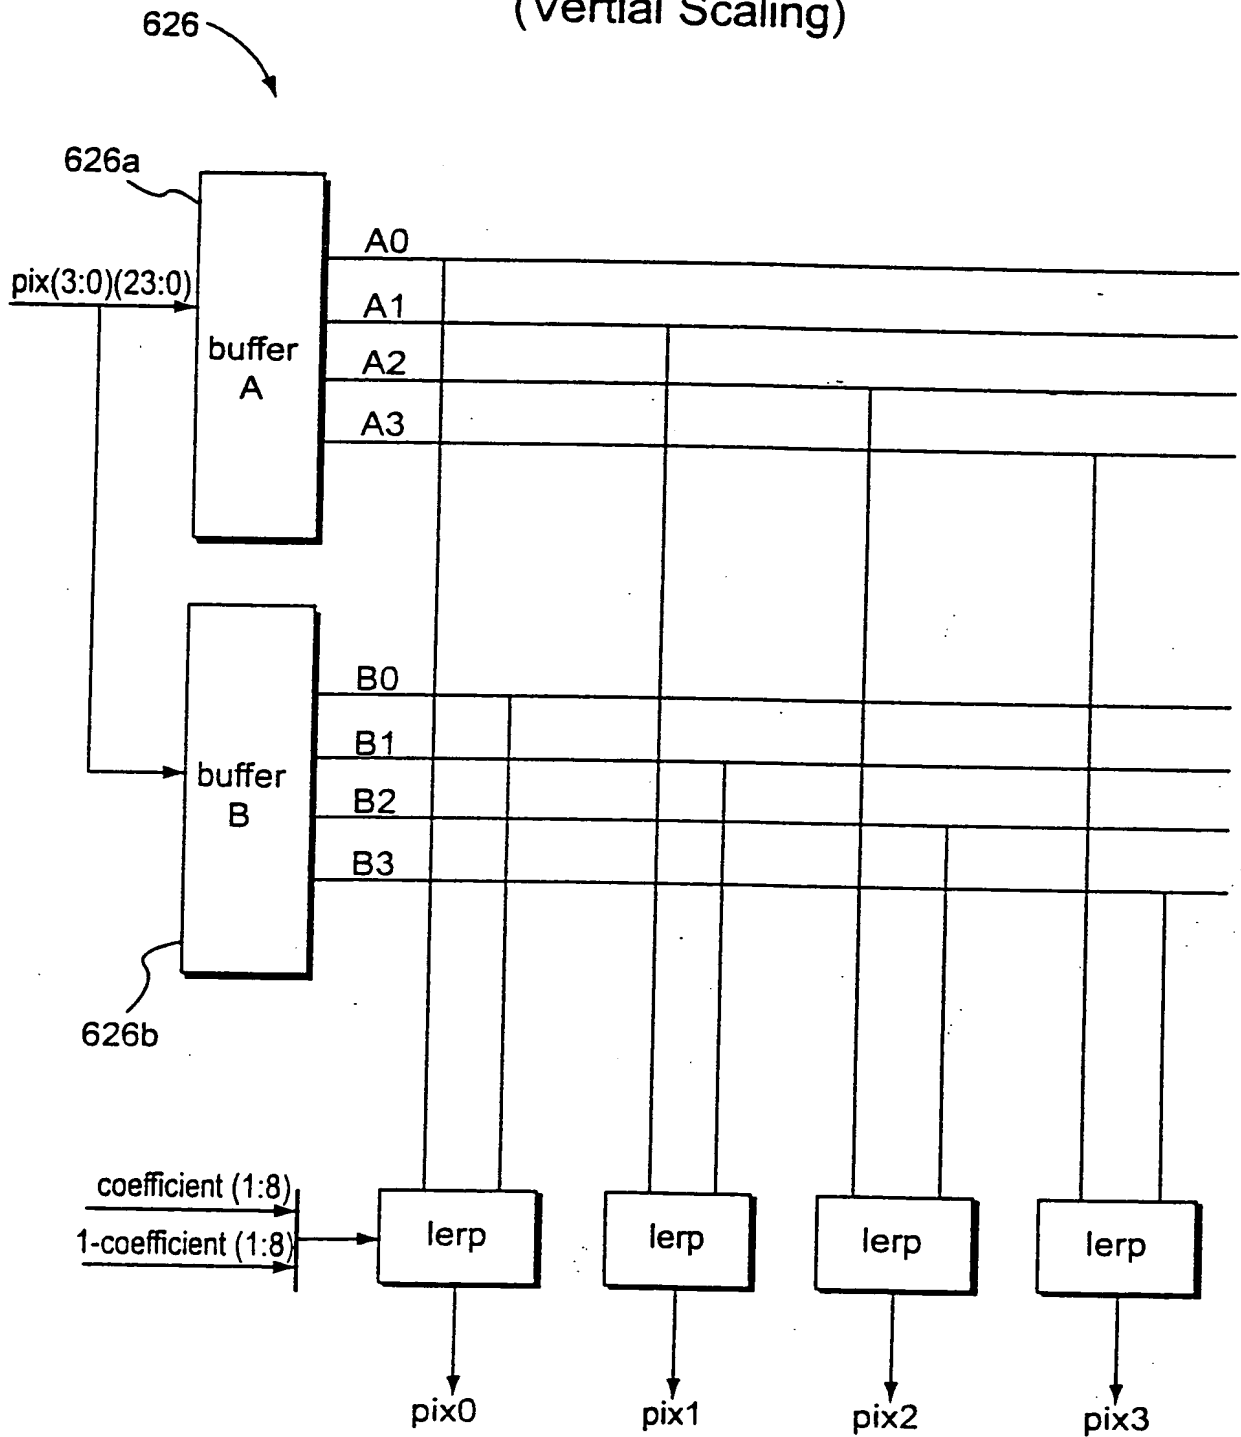 (Vertial Scaling)
626
626a
pix(3:0)(23:0)
buffer
A
A0
A1
A2
A3
buffer
B
B0
B1
B2
B3
626b
coefficient (1:8)
1-coefficient (1:8)
lerp
lerp
lerp
lerp
pix0
pix1
pix2
pix3